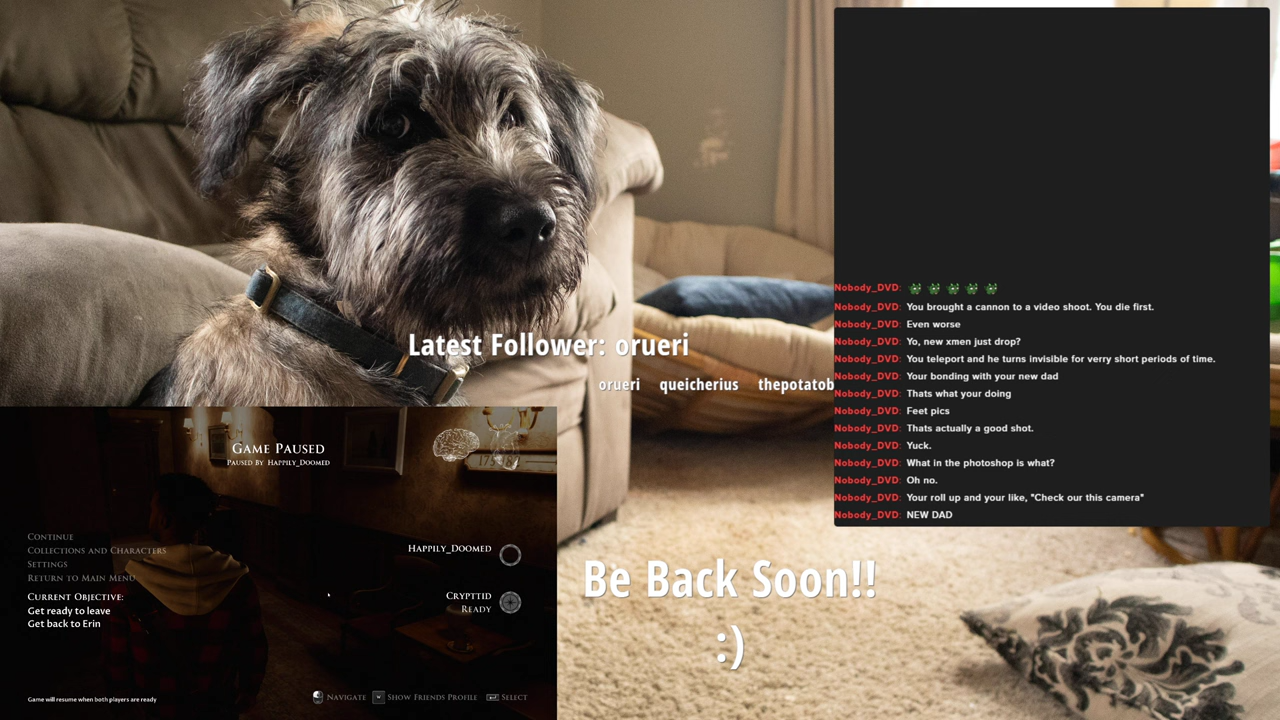 Nobody_DVD:
Nobody_DVD: You brought a cannon to a video shoot. You die first.
Nobody_DVD: Even worse
Nobody_DVD: Yo, new xmen just drop?
Nobody_DVD: You teleport and he turns invisible for verry short periods of time.
Nobody_DVD: Your bonding with your new dad
Nobody_DVD: Thats what your doing
Nobody_DVD: Feet pics
Nobody_DVD: Thats actually a good shot.
Nobody_DVD: Yuck.
Nobody_DVD: What in the photoshop is what?
Nobody_DVD: Oh no.
Nobody_DVD: Your roll up and your like, "Check our this camera"
Nobody_DVD: NEW DAD
Latest Follower: orueri
orueri queicherius thepotatob
Game Paused
Paused by Happily_Doomed
Continue
Collections and Characters
Settings
Return to Main Menu
Current Objective:
Get ready to leave
Get back to Erin
Happily_Doomed
Crypttid
Ready
Game will resume when both players are ready
Navigate Show Friends Profile Select
Be Back Soon!!
:)